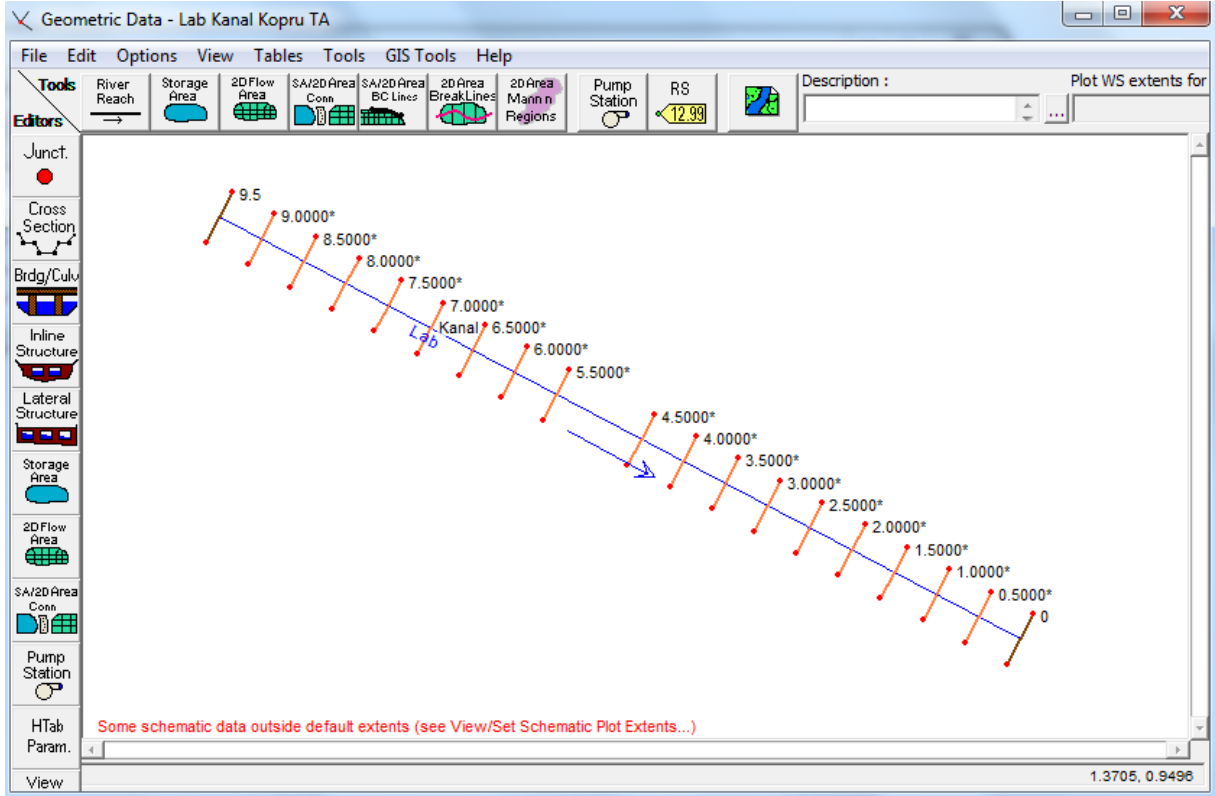 Geometric Data - Lab Kanal Kopru TA
File Edit Options View Tables Tools GIS Tools Help
Tools
Editors
River
Reach
Storage
Area
2D Flow
Area
SA/2D Area
Conn
SA/2D Area
BC Lines
2D Area
BreakLines
2D Area
Mann n
Regions
Pump
Station
RS
12.99
Description :
...
Plot WS extents for
Junct.
Cross
Section
Brdg/Culv
Inline
Structure
Lateral
Structure
Storage
Area
2D Flow
Area
SA/2D Area
Conn
Pump
Station
HTab
Param.
View
9.5
9.0000*
8.5000*
8.0000*
7.5000*
7.0000*
Lab
Kanal
6.5000*
6.0000*
5.5000*
4.5000*
4.0000*
3.5000*
3.0000*
2.5000*
2.0000*
1.5000*
1.0000*
0.5000*
0
Some schematic data outside default extents (see View/Set Schematic Plot Extents...)
1.3705, 0.9496